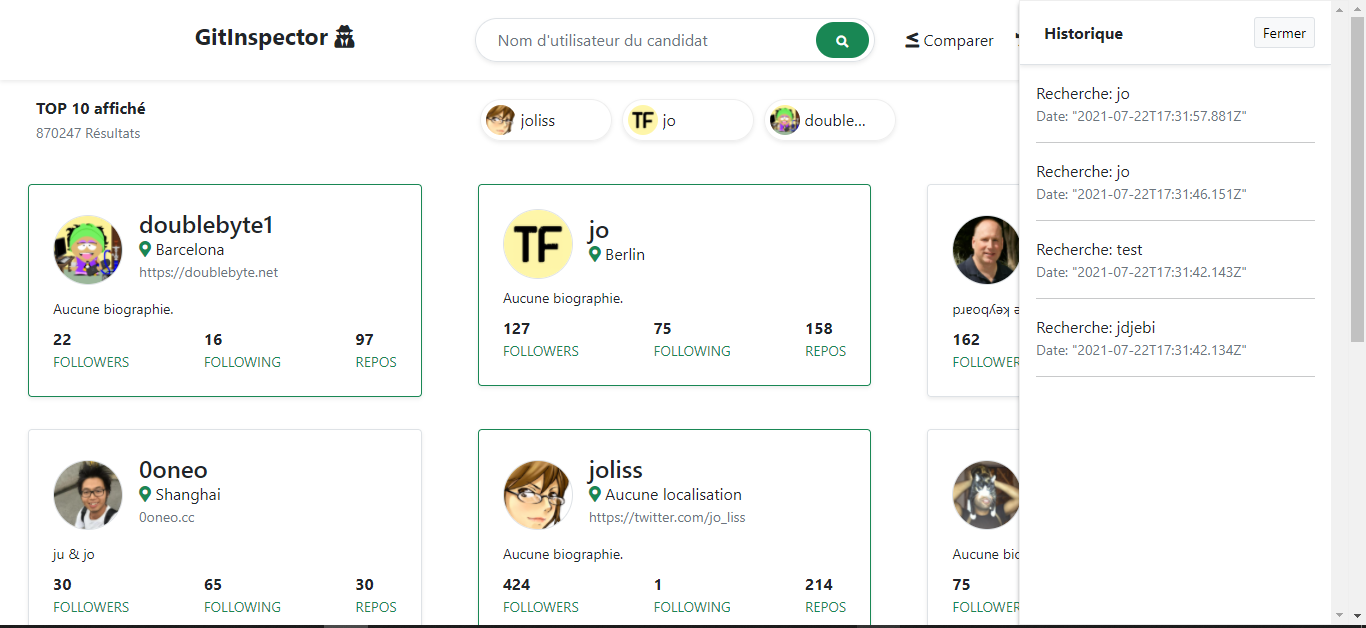 GitInspector
Nom d'utilisateur du candidat
Comparer
TOP 10 affiché
870247 Résultats
joliss
TF
jo
double...
doublebyte1
Barcelona
https://doublebyte.net
Aucune biographie.
22
16
97
FOLLOWERS
FOLLOWING
REPOS
TF
jo
Berlin
Aucune biographie.
127
75
158
FOLLOWERS
FOLLOWING
REPOS
162
FOLLOWER
0oneo
Shanghai
0oneo.cc
ju & jo
30
65
30
FOLLOWERS
FOLLOWING
REPOS
joliss
Aucune localisation
https://twitter.com/jo_liss
Aucune biographie.
424
1
214
FOLLOWERS
FOLLOWING
REPOS
Aucune bio
75
FOLLOWER
Historique
Fermer
Recherche: jo
Date: "2021-07-22T17:31:57.881Z"
Recherche: jo
Date: "2021-07-22T17:31:46.151Z"
Recherche: test
Date: "2021-07-22T17:31:42.143Z"
Recherche: jdjebi
Date: "2021-07-22T17:31:42.134Z"